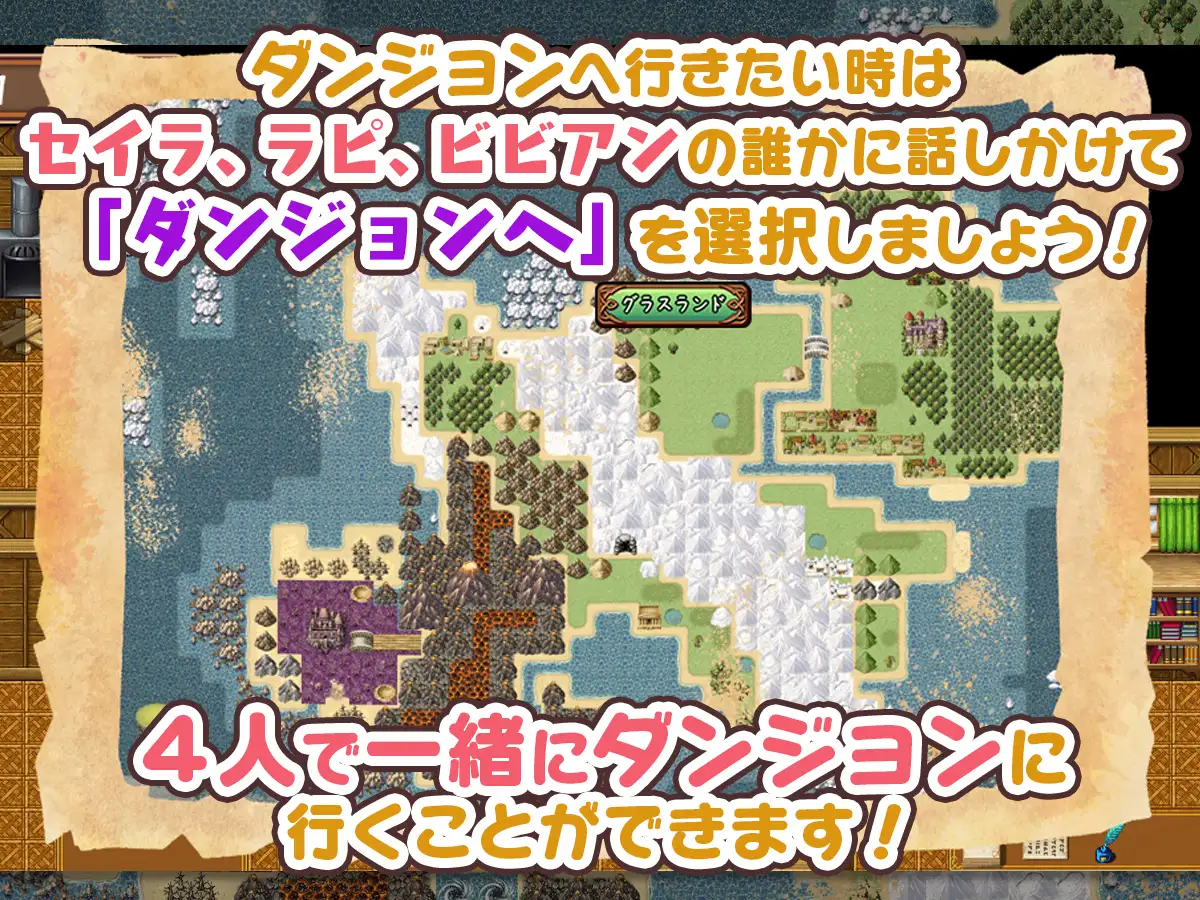 ダンジヨンへ行きたい時は
セイラ、ラピ、ビビアンの誰かに話しかけて
「ダンジョンへ」を選択しましよう！
グラスランド
４人で一緒にダンジヨンに
行くことができます！